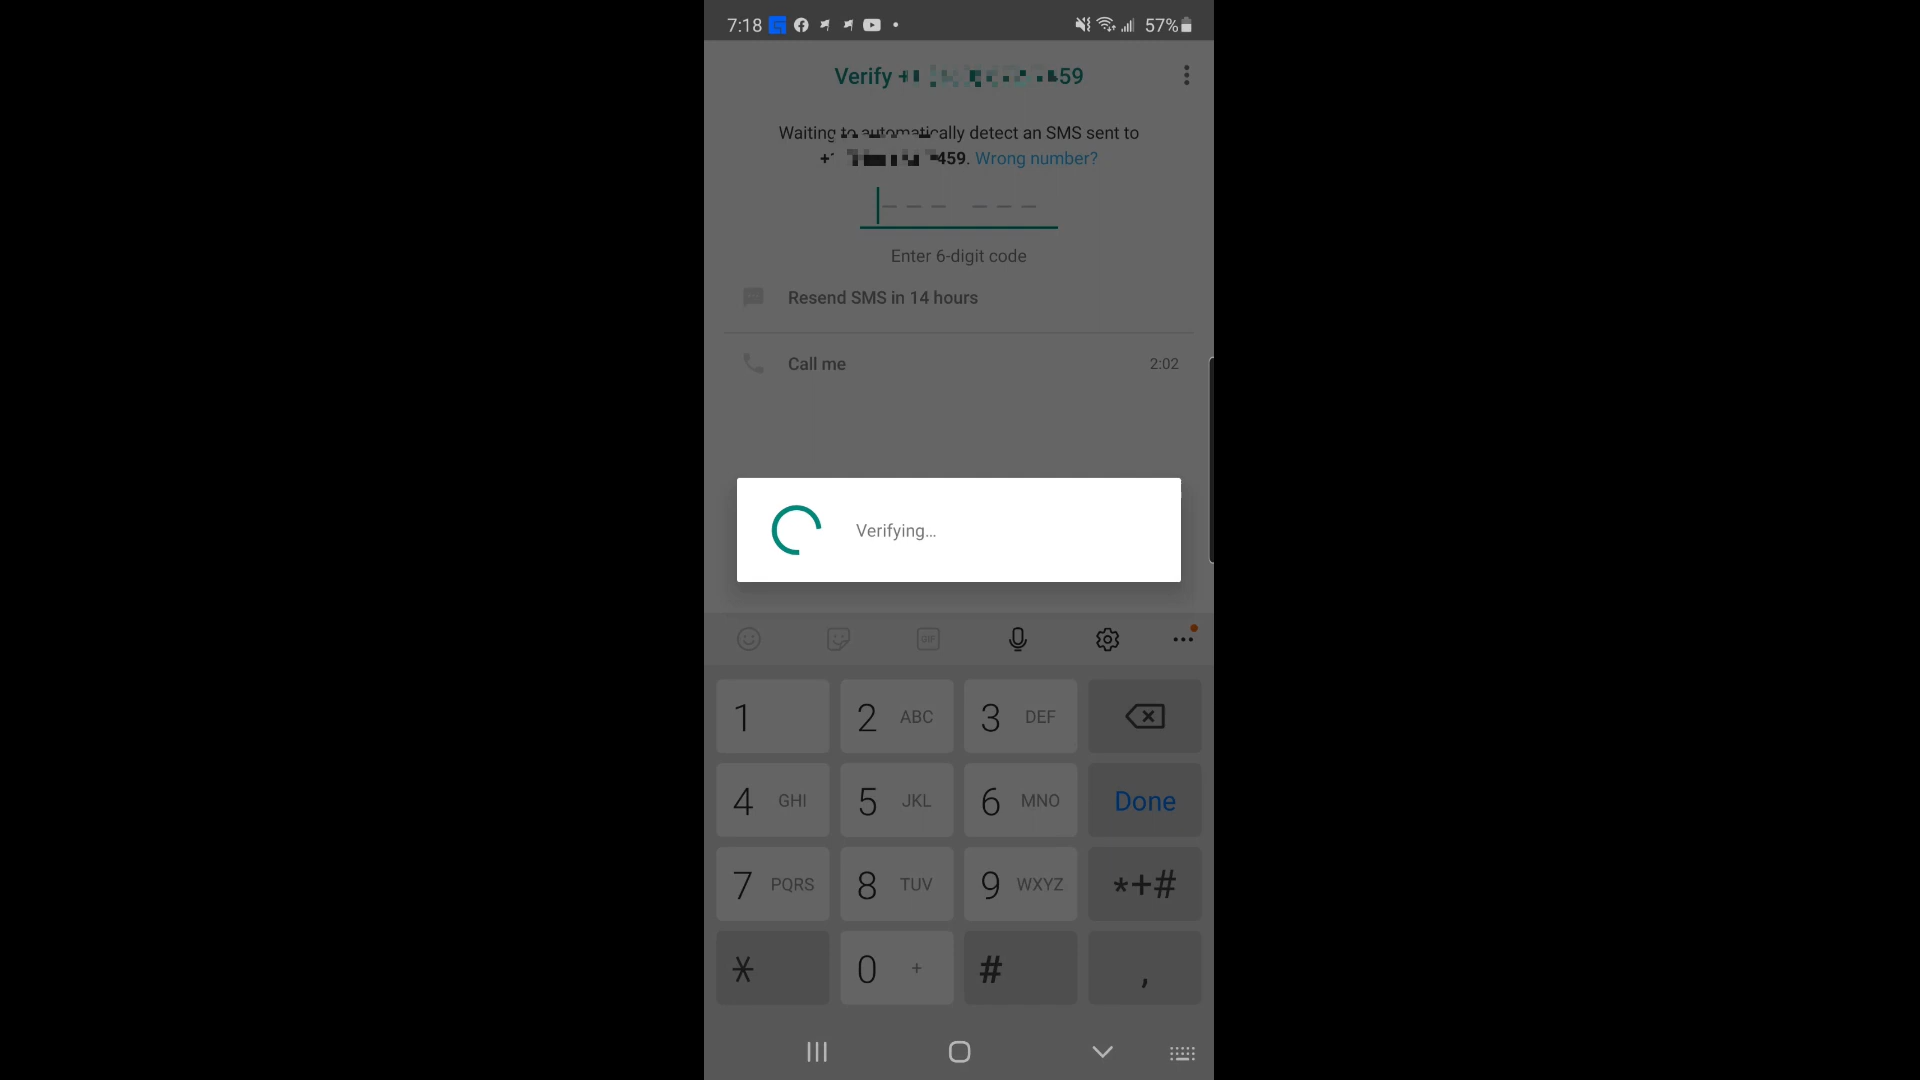 7:18 57%
Verify + 59
Waiting to automatically detect an SMS sent to
+ 459. Wrong number?
Enter 6-digit code
Resend SMS in 14 hours
Call me 2:02
Verifying...
GIF
1 2 ABC 3 DEF
4 GHI 5 JKL 6 MNO Done
7 PQRS 8 TUV 9 WXYZ *+#
* 0 + # ,